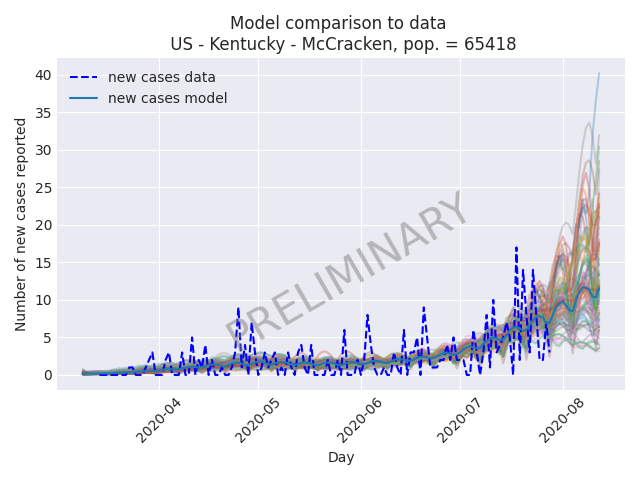 Model comparison to data
US - Kentucky - McCracken, pop. = 65418
new cases data
new cases model
PRELIMINARY
Number of new cases reported
40
35
30
25
20
15
10
5
0
2020-04
2020-05
2020-06
2020-07
2020-08
Day